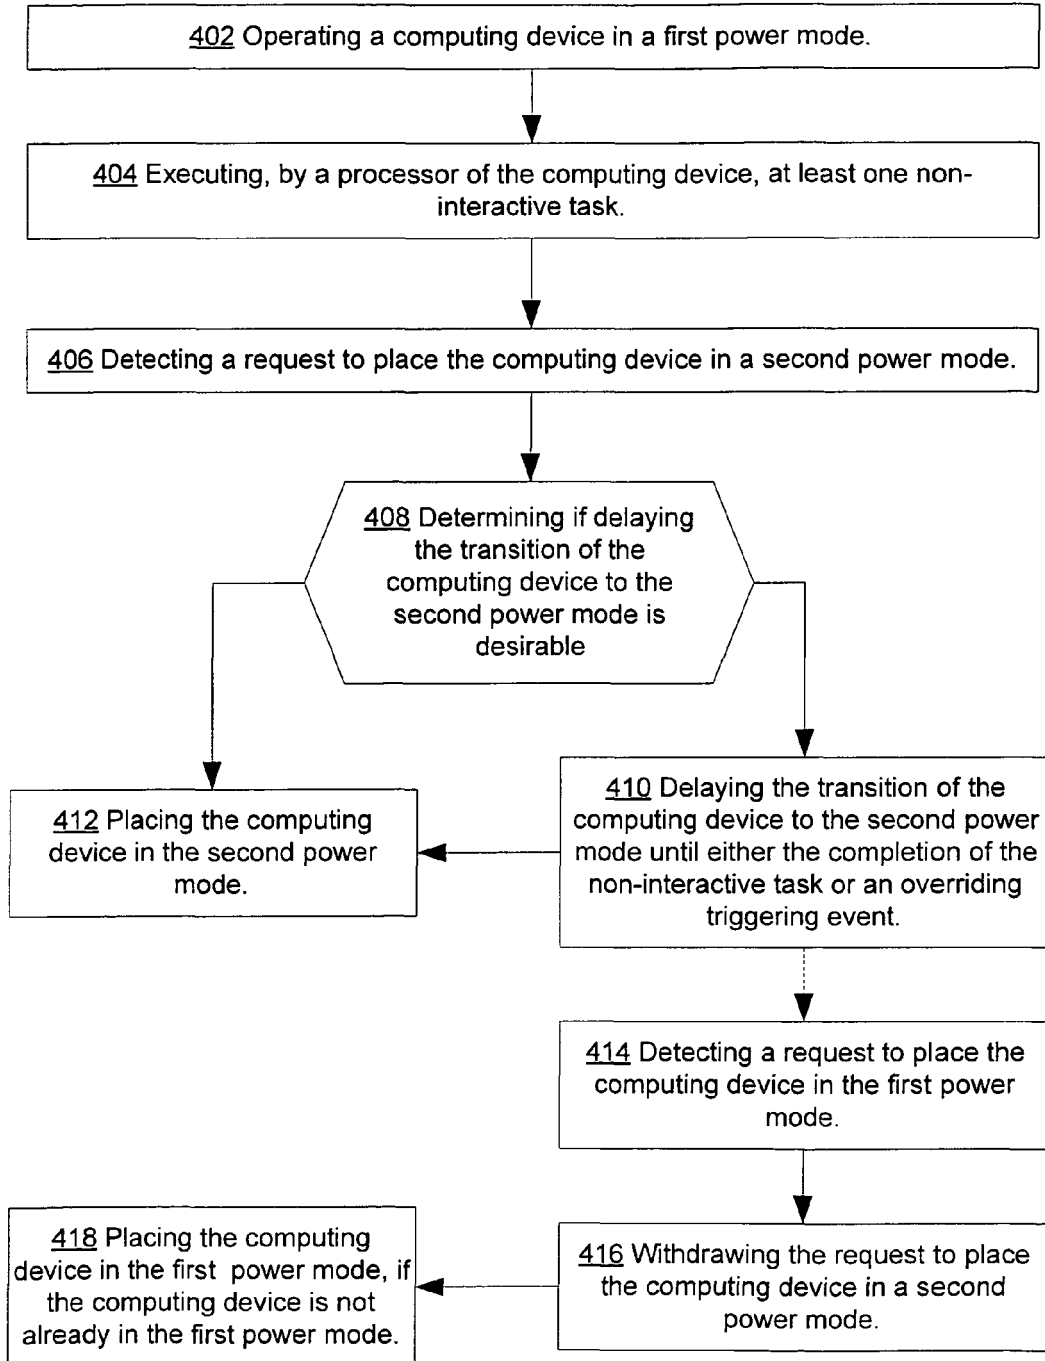 402 Operating a computing device in a first power mode.
404 Executing, by a processor of the computing device, at least one non-
interactive task.
406 Detecting a request to place the computing device in a second power mode.
408 Determining if delaying
the transition of the
computing device to the
second power mode is
desirable
410 Delaying the transition of the
computing device to the second power
mode until either the completion of the
non-interactive task or an overriding
triggering event.
412 Placing the computing
device in the second power
mode.
414 Detecting a request to place the
computing device in the first power
mode.
416 Withdrawing the request to place
the computing device in a second
power mode.
418 Placing the computing
device in the first power mode, if
the computing device is not
already in the first power mode.